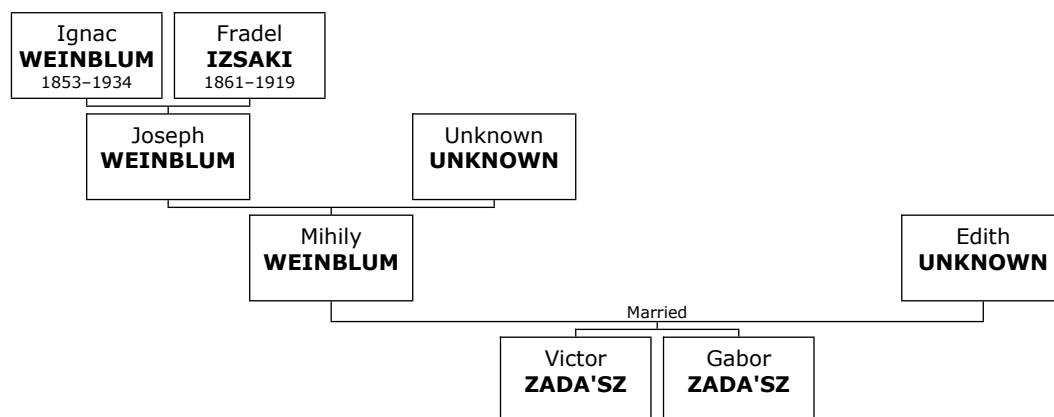 Ignac
WEINBLUM
1853–1934
Fradel
IZSAKI
1861–1919
Joseph
WEINBLUM
Unknown
UNKNOWN
Mihily
WEINBLUM
Edith
UNKNOWN
Married
Victor
ZADA'SZ
Gabor
ZADA'SZ